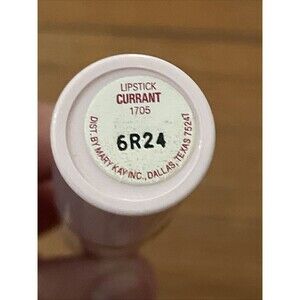 LIPSTICK
CURRANT
1705
6R24
DIST. BY MARY KAY INC., DALLAS, TEXAS 75247